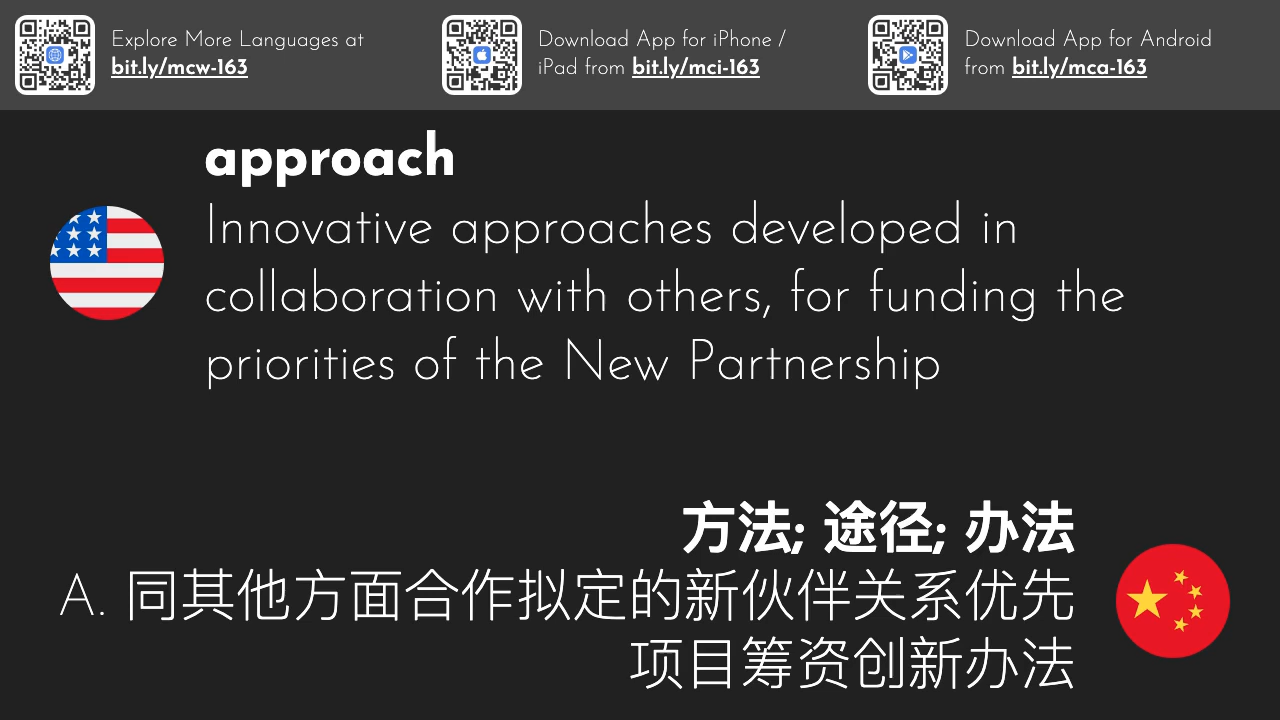 Explore More Languages at
bit.ly/mcw-163
Download App for iPhone /
iPad from bit.ly/mci-163
Download App for Android
from bit.ly/mca-163
approach
Innovative approaches developed in
collaboration with others, for funding the
priorities of the New Partnership
方法; 途径; 办法
A. 同其他方面合作拟定的新伙伴关系优先
项目筹资创新办法